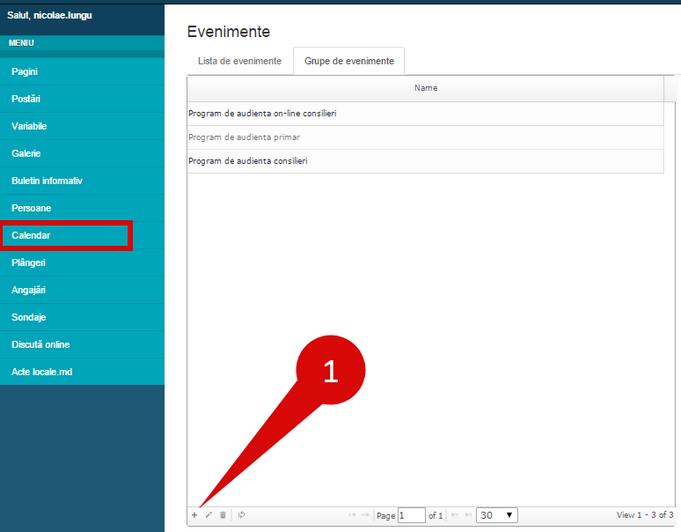 Salut, nicolae.lungu
MENIU
Pagini
Postări
Variabile
Galerie
Buletin informativ
Persoane
Calendar
Plângeri
Angajări
Sondaje
Discută online
Acte locale.md
Evenimente
Lista de evenimente
Grupe de evenimente
Name
Program de audienta on-line consilieri
Program de audienta primar
Program de audienta consilieri
1
Page 1 of 1 30 View 1 - 3 of 3